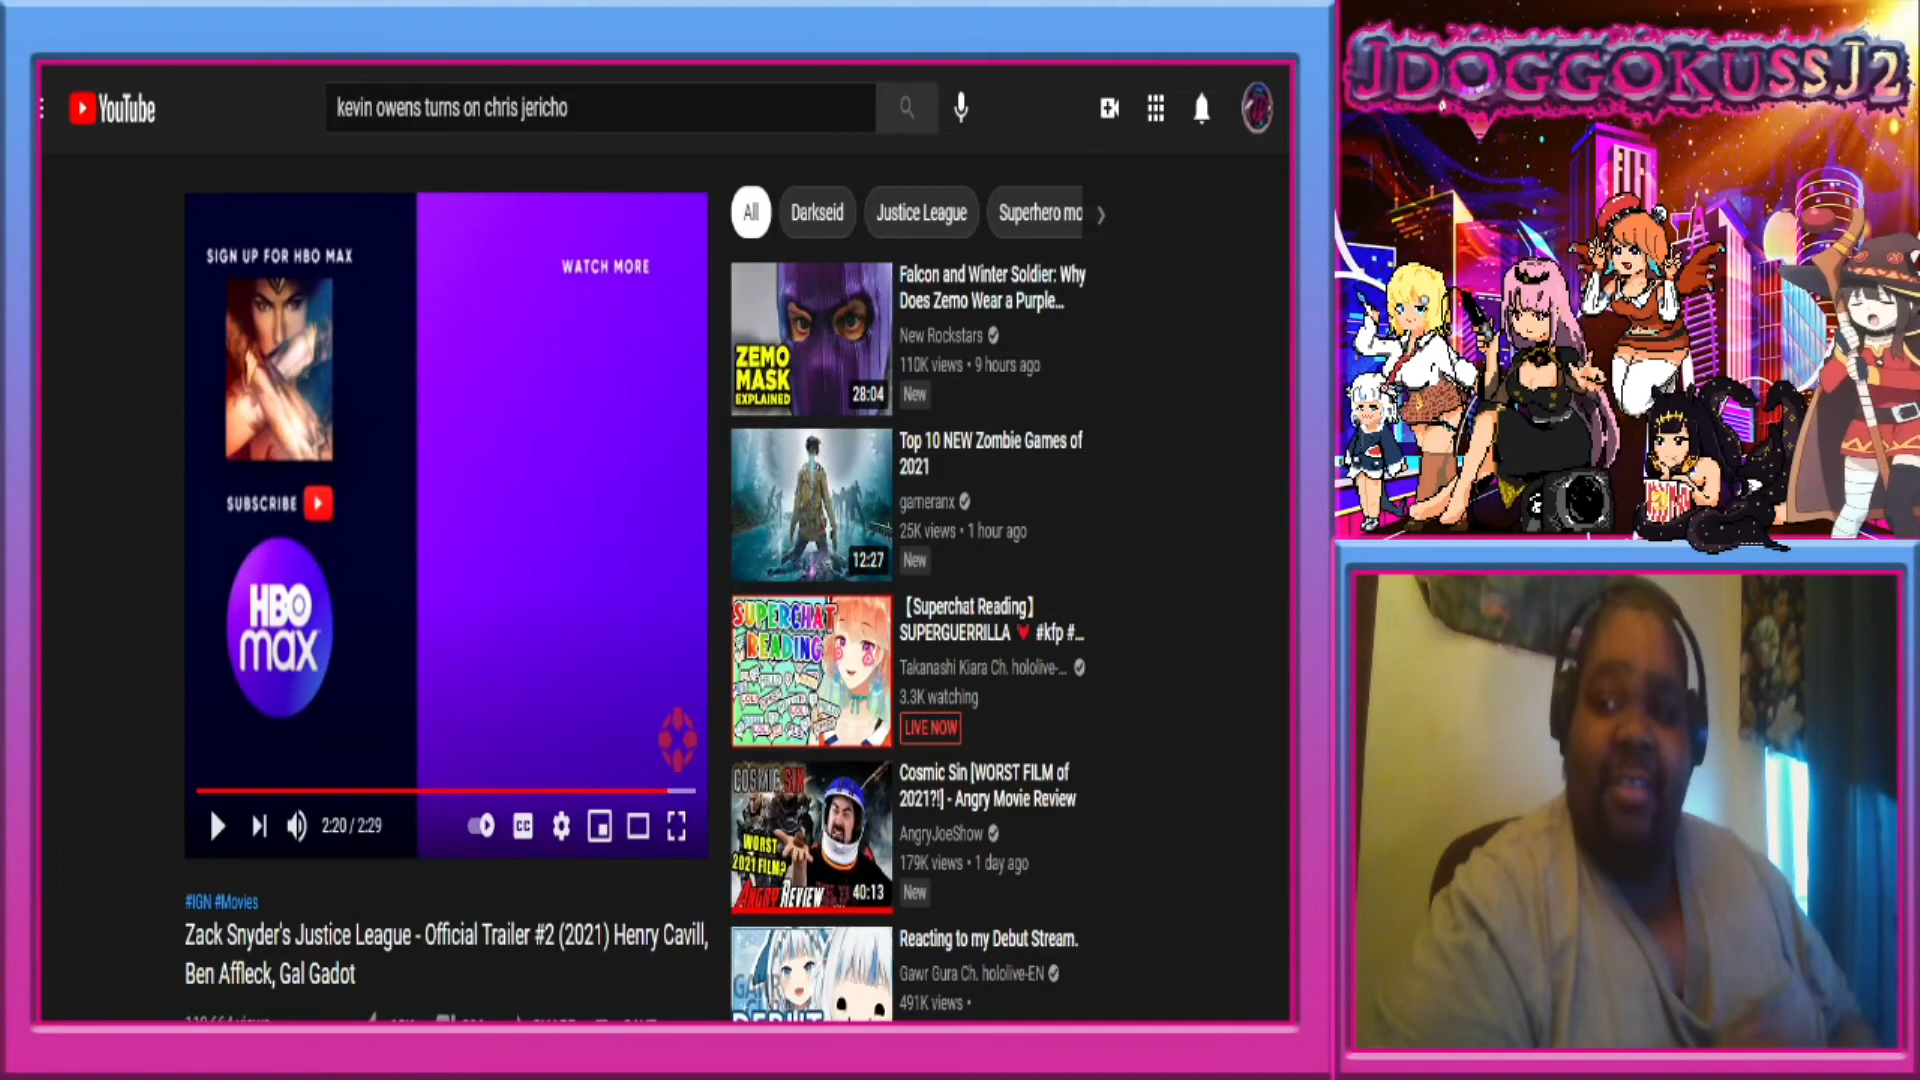 YouTube
kevin owens turns on chris jericho
SIGN UP FOR HBO MAX
WATCH MORE
SUBSCRIBE
HBO
max
2:20 / 2:29
CC
#IGN #Movies
Zack Snyder's Justice League - Official Trailer #2 (2021) Henry Cavill,
Ben Affleck, Gal Gadot
All
Darkseid
Justice League
Superhero mo
ZEMO
MASK
EXPLAINED
28:04
Falcon and Winter Soldier: Why
Does Zemo Wear a Purple...
New Rockstars
110K views • 9 hours ago
New
12:27
Top 10 NEW Zombie Games of
2021
gameranx
25K views • 1 hour ago
New
SUPERCHAT
READING
【Superchat Reading】
SUPERGUERRILLA ♥ #kfp #...
Takanashi Kiara Ch. hololive-...
3.3K watching
LIVE NOW
COSMIC SIN
WORST
2021 FILM?
ANGRY REVIEW
40:13
Cosmic Sin [WORST FILM of
2021?!] - Angry Movie Review
AngryJoeShow
179K views • 1 day ago
New
Reacting to my Debut Stream.
Gawr Gura Ch. hololive-EN
491K views •
JDOGGOKUSSJ2